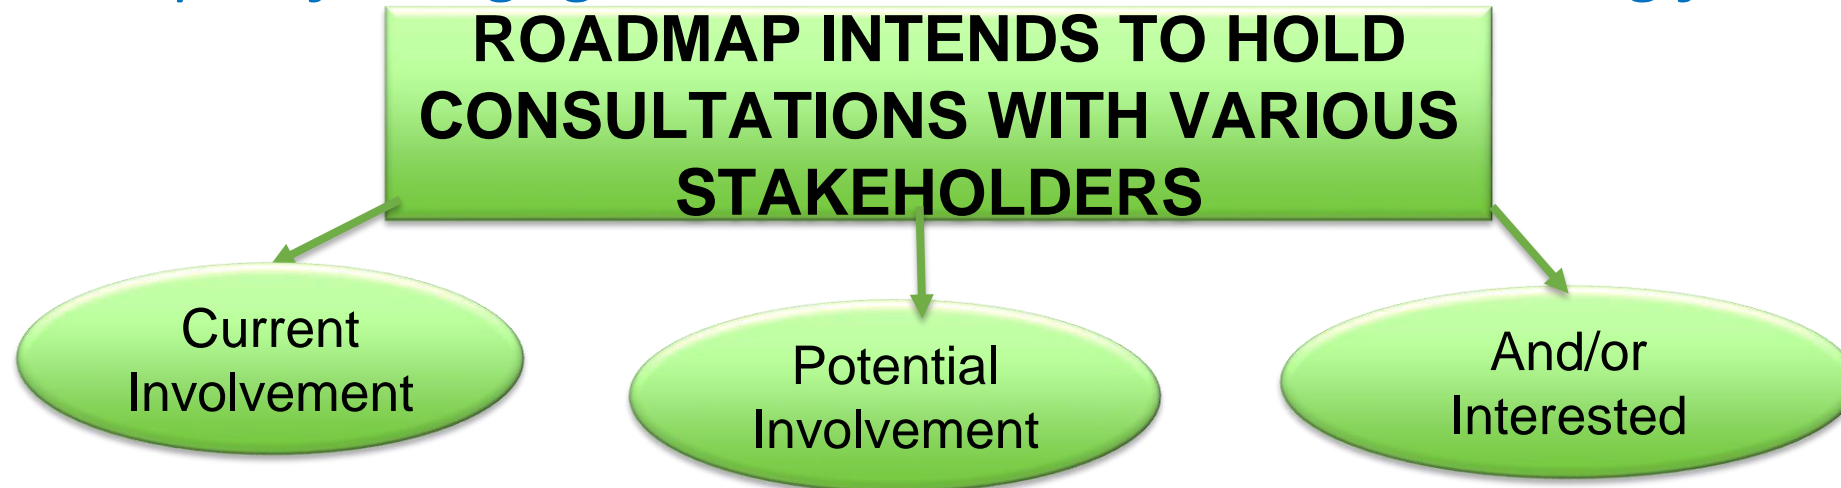 ROADMAP INTENDS TO HOLD
CONSULTATIONS WITH VARIOUS
STAKEHOLDERS
Current
Involvement
Potential
Involvement
And/or
Interested